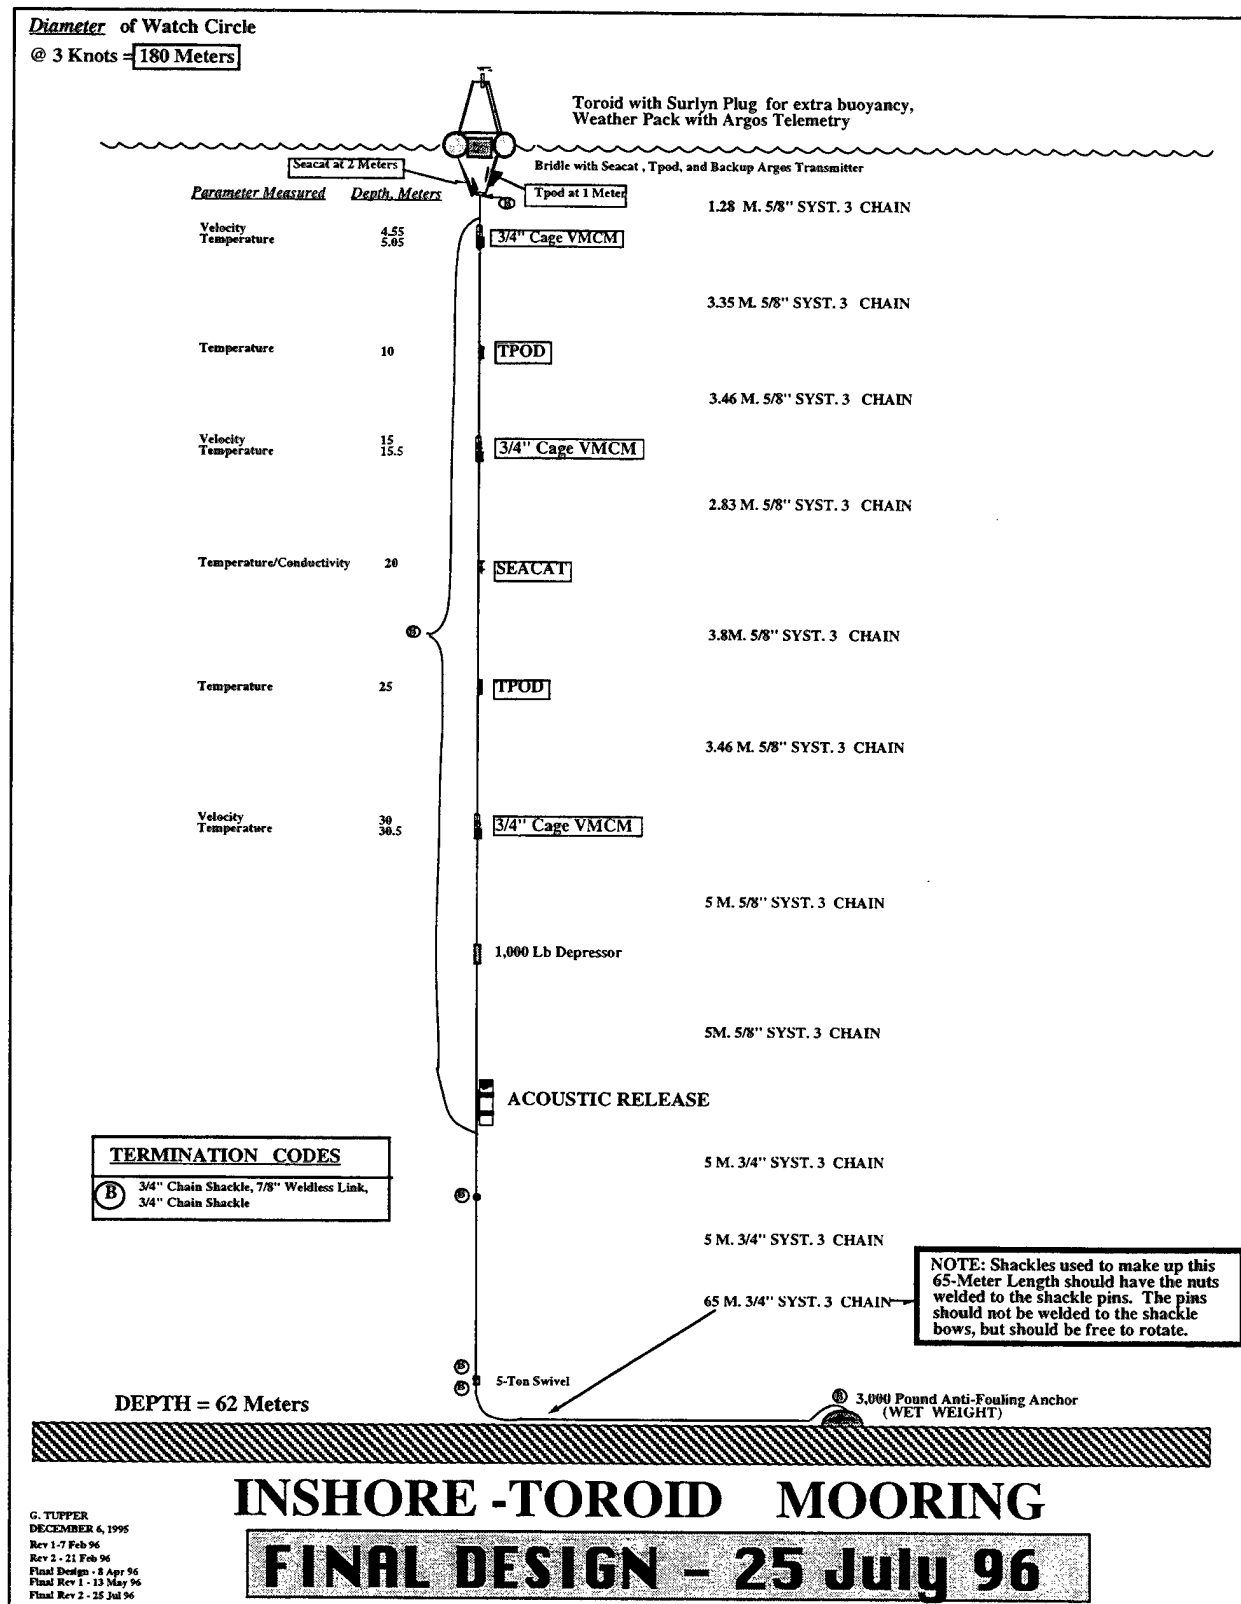 Diameter of Watch Circle
@ 3 Knots = 180 Meters
Toroid with Surlyn Plug for extra buoyancy,
Weather Pack with Argos Telemetry
Seacat at 2 Meters
Bridle with Seacat , Tpod, and Backup Argos Transmitter
Parameter Measured Depth, Meters
Tpod at 1 Meter
B
1.28 M. 5/8" SYST. 3 CHAIN
Velocity 4.55
Temperature 5.05
3/4" Cage VMCM
3.35 M. 5/8" SYST. 3 CHAIN
Temperature 10
TPOD
3.46 M. 5/8" SYST. 3 CHAIN
Velocity 15
Temperature 15.5
3/4" Cage VMCM
2.83 M. 5/8" SYST. 3 CHAIN
Temperature/Conductivity 20
SEACAT
B
3.8M. 5/8" SYST. 3 CHAIN
Temperature 25
TPOD
3.46 M. 5/8" SYST. 3 CHAIN
Velocity 30
Temperature 30.5
3/4" Cage VMCM
5 M. 5/8" SYST. 3 CHAIN
1,000 Lb Depressor
5M. 5/8" SYST. 3 CHAIN
ACOUSTIC RELEASE
TERMINATION CODES
B 3/4" Chain Shackle, 7/8" Weldless Link,
3/4" Chain Shackle
5 M. 3/4" SYST. 3 CHAIN
B
5 M. 3/4" SYST. 3 CHAIN
NOTE: Shackles used to make up this
65-Meter Length should have the nuts
welded to the shackle pins. The pins
should not be welded to the shackle
bows, but should be free to rotate.
65 M. 3/4" SYST. 3 CHAIN
B
B
5-Ton Swivel
DEPTH = 62 Meters
B 3,000 Pound Anti-Fouling Anchor
(WET WEIGHT)
INSHORE -TOROID MOORING
FINAL DESIGN - 25 July 96
G. TUPPER
DECEMBER 6, 1995
Rev 1-7 Feb 96
Rev 2 - 21 Feb 96
Final Design - 8 Apr 96
Final Rev 1 - 13 May 96
Final Rev 2 - 25 Jul 96